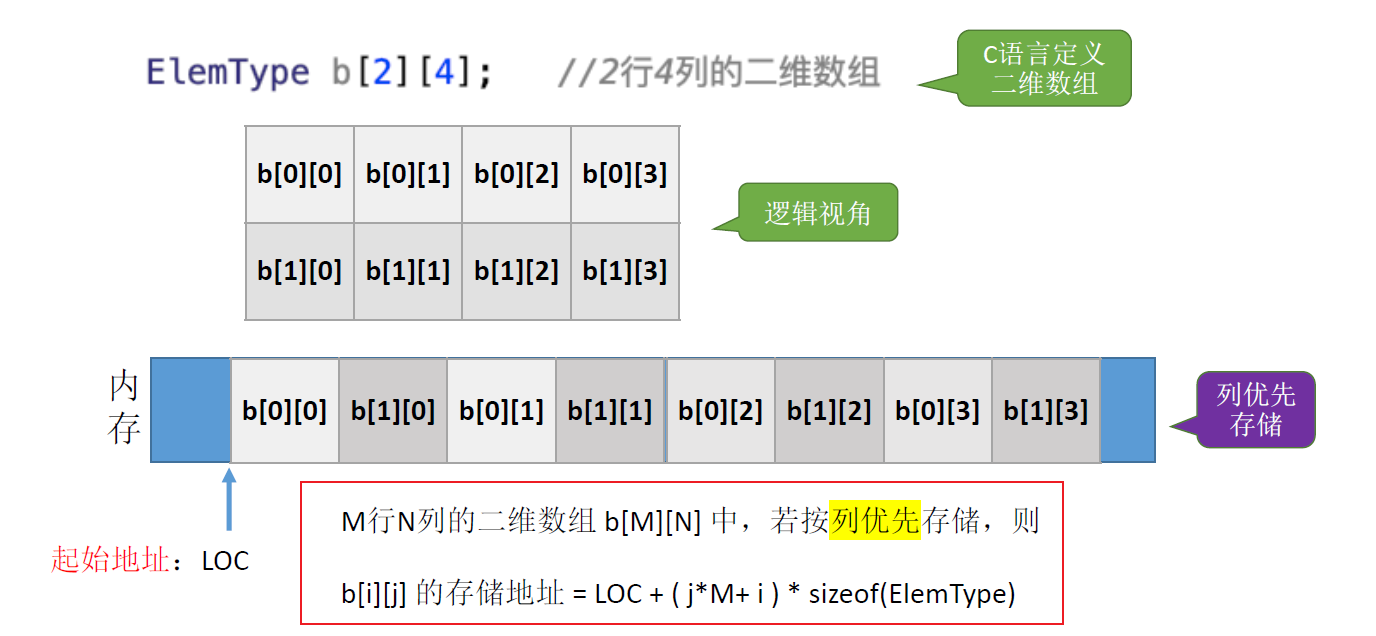 ElemType b[2][4]; //2行4列的二维数组
C语言定义
二维数组
b[0][0] b[0][1] b[0][2] b[0][3]
逻辑视角
b[1][0] b[1][1] b[1][2] b[1][3]
内
存
b[0][0] b[1][0] b[0][1] b[1][1] b[0][2] b[1][2] b[0][3] b[1][3]
列优先
存储
起始地址：LOC
M行N列的二维数组 b[M][N] 中，若按列优先存储，则
b[i][j] 的存储地址 = LOC + ( j*M+ i ) * sizeof(ElemType)